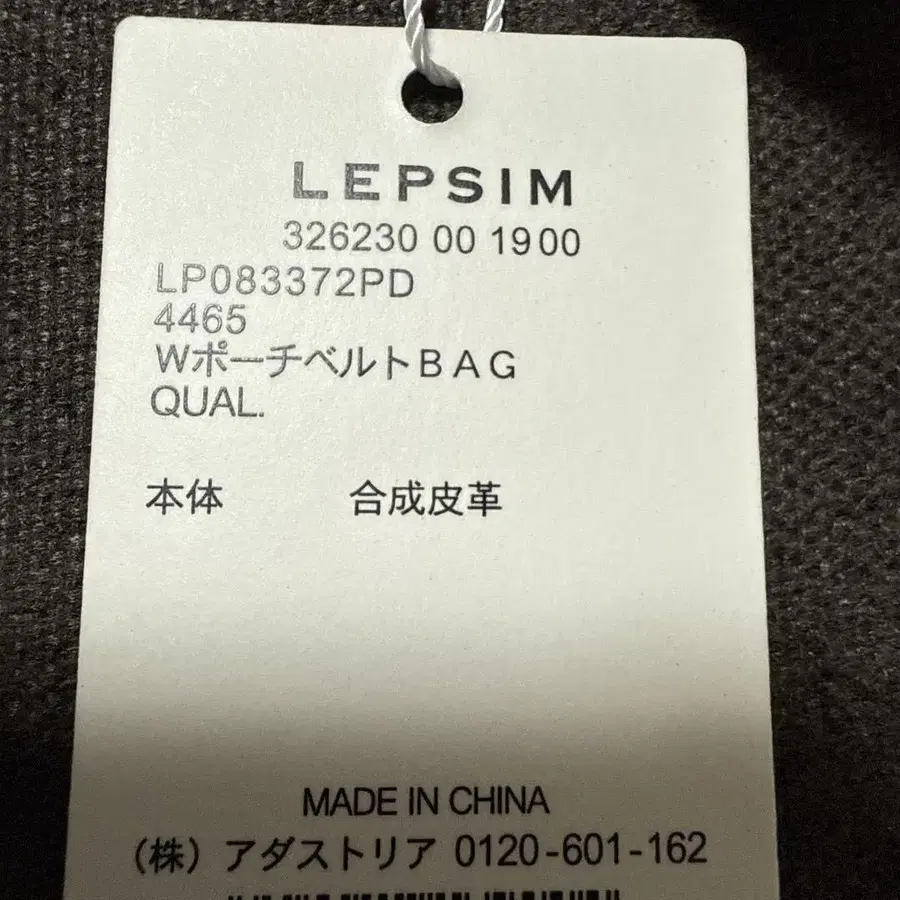 LEPSIM
326230 00 1900
LP083372PD
4465
WポーチベルトBAG
QUAL.
本体 合成皮革
MADE IN CHINA
(株)アダストリア 0120-601-162